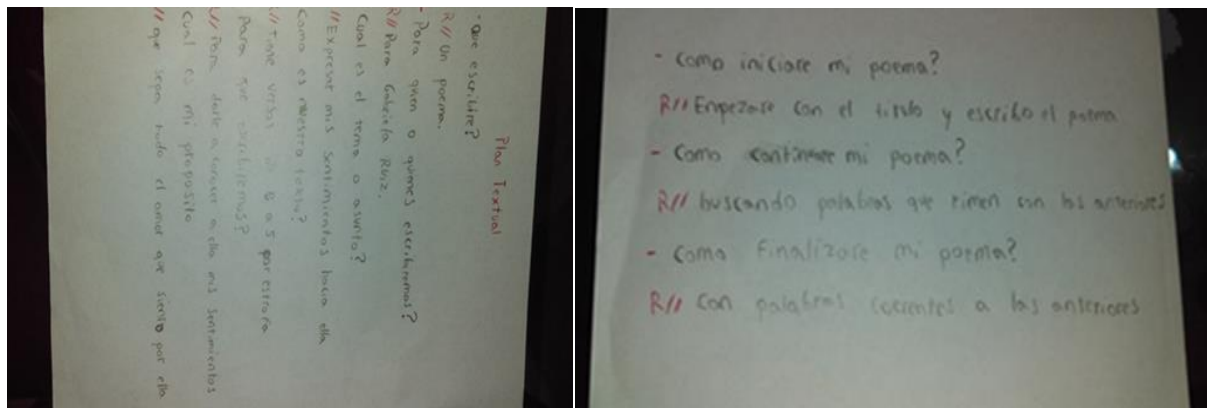 Plan Textual
- Que escribire?
R// Un poema.
- Para quien o quienes escribiremos?
R// Para Gabriela Ruiz.
Cual es el tema o asunto?
// Expresar mis sentimientos hacia ella
Como es nuestro texto?
R// Tiene versos 4 a 5 por estrofa
Para que escribiremos?
R// Para darle a conocer a ella mis sentimientos
Cual es mi proposito
// que sepa todo el amor que siento por ella
- Como iniciare mi poema?
R// Empezare con el titulo y escribo el poema
- Como continuare mi poema?
R// buscando palabras que rimen con las anteriores
- Como Finalizare mi poema?
R// Con palabras coerentes a las anteriores